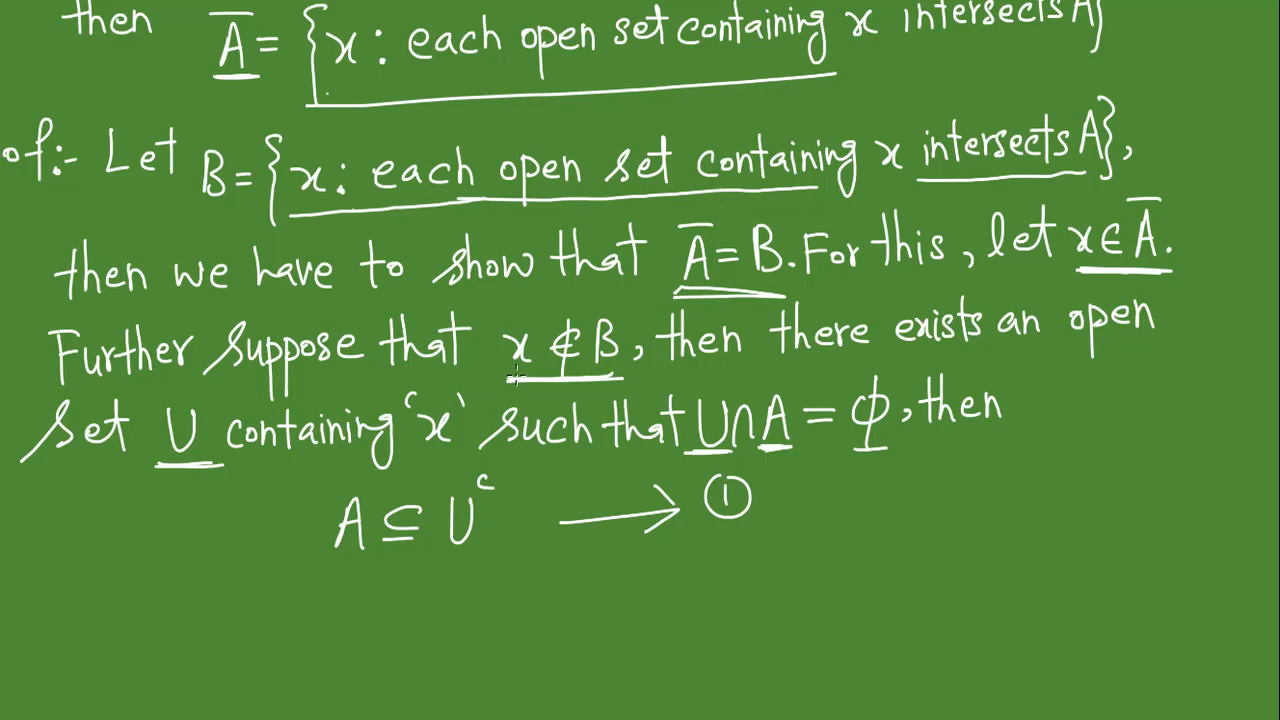 then A̅ = {x : each open set containing x intersects A}
of:- Let B = {x : each open set containing x intersects A},
then we have to show that A̅ = B. For this, let x ∈ A̅.
Further suppose that x ∉ B, then there exists an open
set U containing 'x' such that U ∩ A = ϕ, then
A ⊆ Uᶜ ⟶ ①